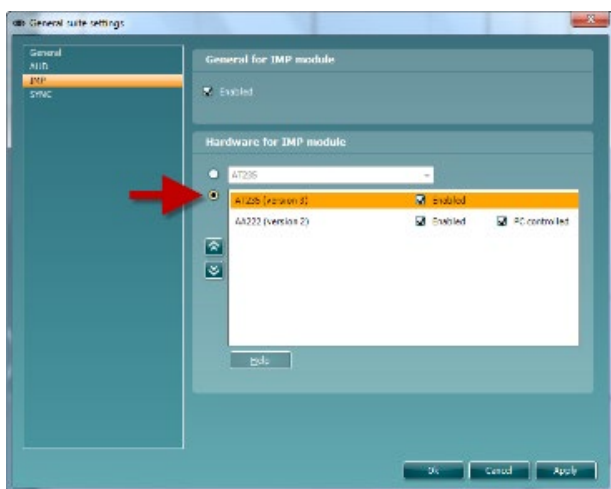 General suite settings
General
AUD
IMP
SYNC
General for IMP module
Enabled
Hardware for IMP module
AT235
AT235 (version 3) Enabled
AA222 (version 2) Enabled PC controlled
Help
Ok Cancel Apply